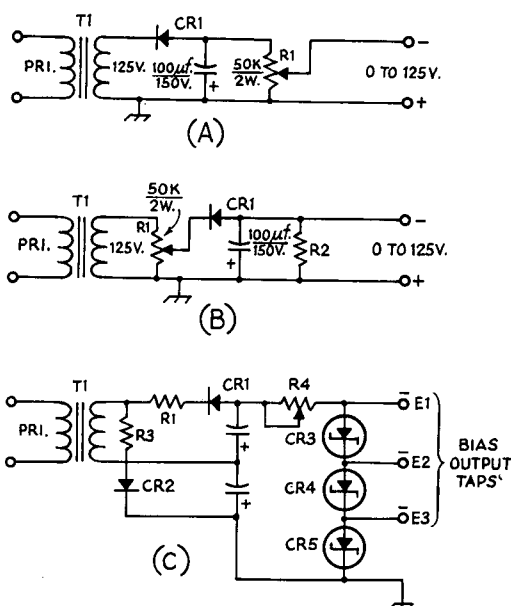 T1
CR1
PRI.
125V.
100µf.
150V.
+
50K
2W.
R1
−
0 TO 125V.
+
(A)
T1
50K
2W.
R1
PRI.
125V.
CR1
100µf.
150V.
+
R2
−
0 TO 125V.
+
(B)
T1
PRI.
R1
CR1
R4
R3
CR2
+
+
CR3
CR4
CR5
− E1
− E2
− E3
BIAS
OUTPUT
TAPS
(C)